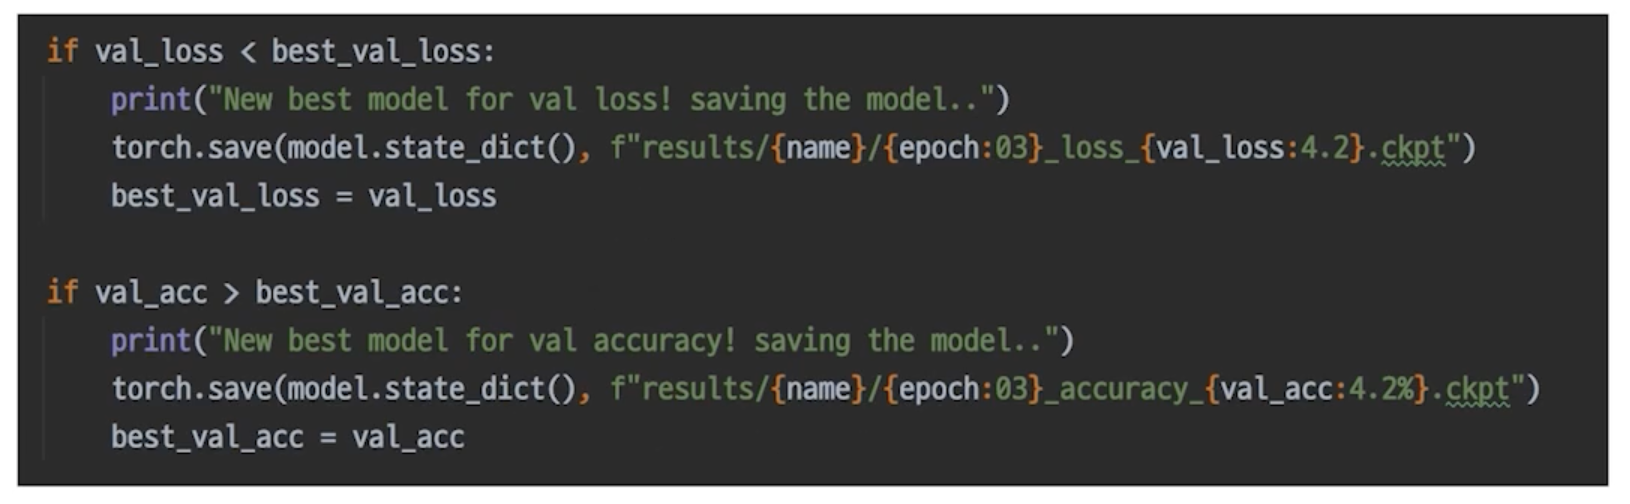 if val_loss < best_val_loss:
print("New best model for val loss! saving the model..")
torch.save(model.state_dict(), f"results/{name}/{epoch:03}_loss_{val_loss:4.2}.ckpt")
best_val_loss = val_loss
if val_acc > best_val_acc:
print("New best model for val accuracy! saving the model..")
torch.save(model.state_dict(), f"results/{name}/{epoch:03}_accuracy_{val_acc:4.2%}.ckpt")
best_val_acc = val_acc